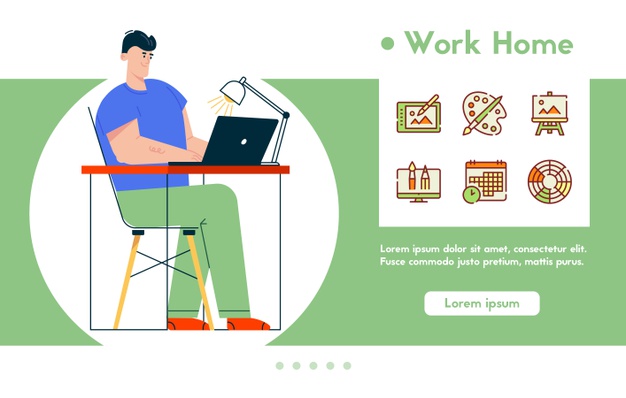 Work Home
Lorem ipsum dolor sit amet, consectetur elit.
Fusce commodo justo pretium, mattis purus.
Lorem ipsum